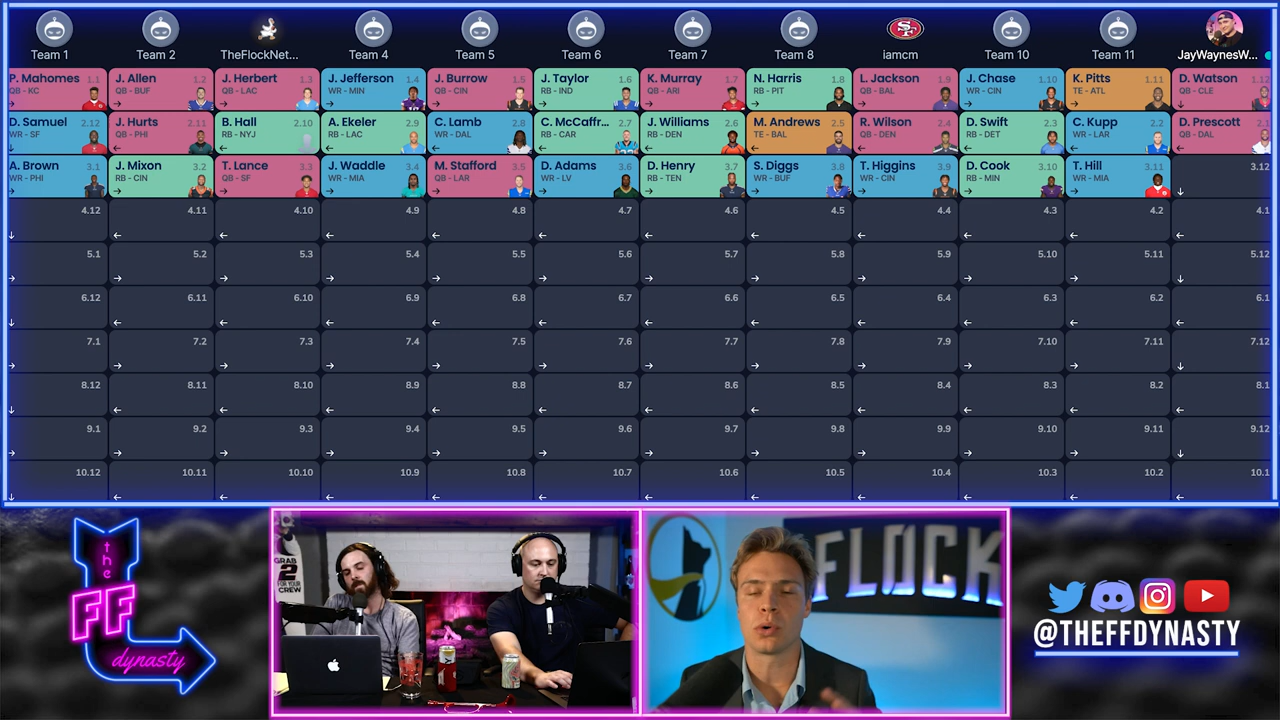 Team 1
Team 2
TheFlockNet...
Team 4
Team 5
Team 6
Team 7
Team 8
iamcm
Team 10
Team 11
JayWaynesW...
P. Mahomes 1.1
QB - KC
J. Allen 1.2
QB - BUF
J. Herbert 1.3
QB - LAC
J. Jefferson 1.4
WR - MIN
J. Burrow 1.5
QB - CIN
J. Taylor 1.6
RB - IND
K. Murray 1.7
QB - ARI
N. Harris 1.8
RB - PIT
L. Jackson 1.9
QB - BAL
J. Chase 1.10
WR - CIN
K. Pitts 1.11
TE - ATL
D. Watson 1.12
QB - CLE
D. Samuel 2.12
WR - SF
J. Hurts 2.11
QB - PHI
B. Hall 2.10
RB - NYJ
A. Ekeler 2.9
RB - LAC
C. Lamb 2.8
WR - DAL
C. McCaffr... 2.7
RB - CAR
J. Williams 2.6
RB - DEN
M. Andrews 2.5
TE - BAL
R. Wilson 2.4
QB - DEN
D. Swift 2.3
RB - DET
C. Kupp 2.2
WR - LAR
D. Prescott 2.1
QB - DAL
A. Brown 3.1
WR - PHI
J. Mixon 3.2
RB - CIN
T. Lance 3.3
QB - SF
J. Waddle 3.4
WR - MIA
M. Stafford 3.5
QB - LAR
D. Adams 3.6
WR - LV
D. Henry 3.7
RB - TEN
S. Diggs 3.8
WR - BUF
T. Higgins 3.9
WR - CIN
D. Cook 3.10
RB - MIN
T. Hill 3.11
WR - MIA
3.12
4.12 4.11 4.10 4.9 4.8 4.7 4.6 4.5 4.4 4.3 4.2 4.1
5.1 5.2 5.3 5.4 5.5 5.6 5.7 5.8 5.9 5.10 5.11 5.12
6.12 6.11 6.10 6.9 6.8 6.7 6.6 6.5 6.4 6.3 6.2 6.1
7.1 7.2 7.3 7.4 7.5 7.6 7.7 7.8 7.9 7.10 7.11 7.12
8.12 8.11 8.10 8.9 8.8 8.7 8.6 8.5 8.4 8.3 8.2 8.1
9.1 9.2 9.3 9.4 9.5 9.6 9.7 9.8 9.9 9.10 9.11 9.12
10.12 10.11 10.10 10.9 10.8 10.7 10.6 10.5 10.4 10.3 10.2 10.1
the
FF
dynasty
GRAB
2
FOR YOUR
CREW
FLOCK
@THEFFDYNASTY